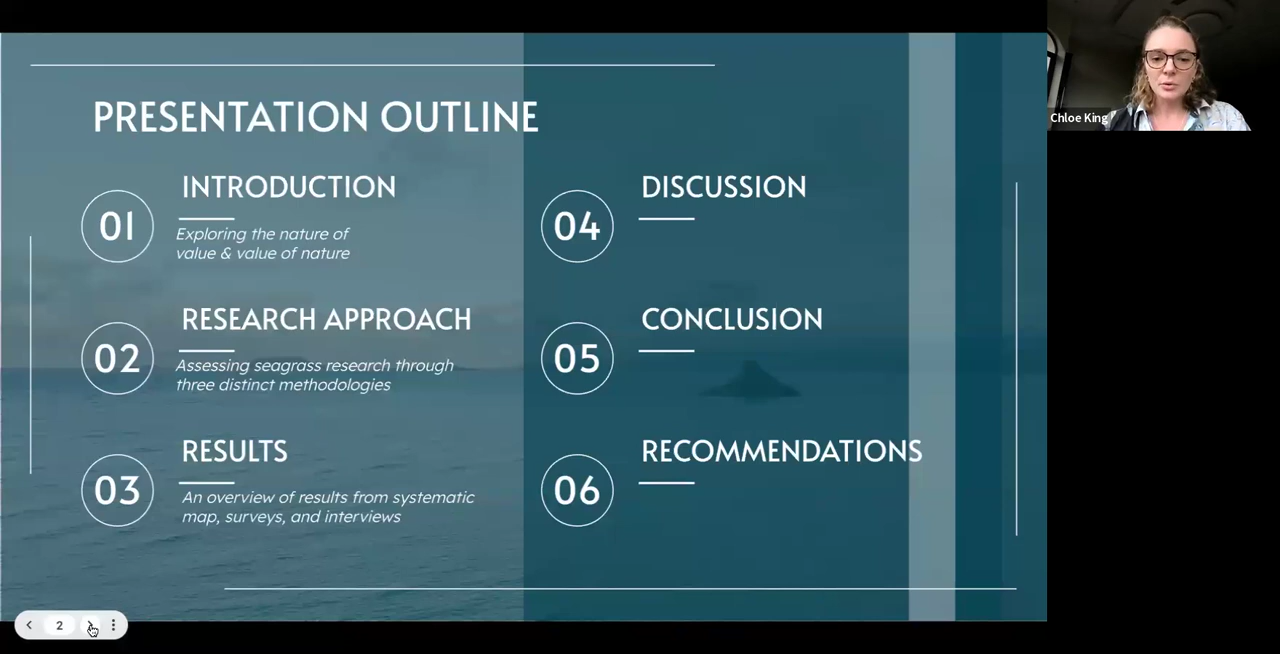 PRESENTATION OUTLINE
01
INTRODUCTION
Exploring the nature of
value & value of nature
02
RESEARCH APPROACH
Assessing seagrass research through
three distinct methodologies
03
RESULTS
An overview of results from systematic
map, surveys, and interviews
04
DISCUSSION
05
CONCLUSION
06
RECOMMENDATIONS
Chloe King
2